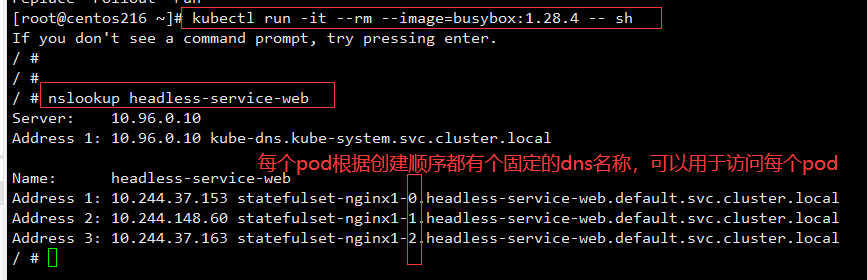 [root@centos216 ~]# kubectl run -it --rm --image=busybox:1.28.4 -- sh
If you don't see a command prompt, try pressing enter.
/ #
/ #
/ # nslookup headless-service-web
Server:    10.96.0.10
Address 1: 10.96.0.10 kube-dns.kube-system.svc.cluster.local
每个pod根据创建顺序都有个固定的dns名称，可以用于访问每个pod
Name:      headless-service-web
Address 1: 10.244.37.153 statefulset-nginx1-0.headless-service-web.default.svc.cluster.local
Address 2: 10.244.148.60 statefulset-nginx1-1.headless-service-web.default.svc.cluster.local
Address 3: 10.244.37.163 statefulset-nginx1-2.headless-service-web.default.svc.cluster.local
/ #